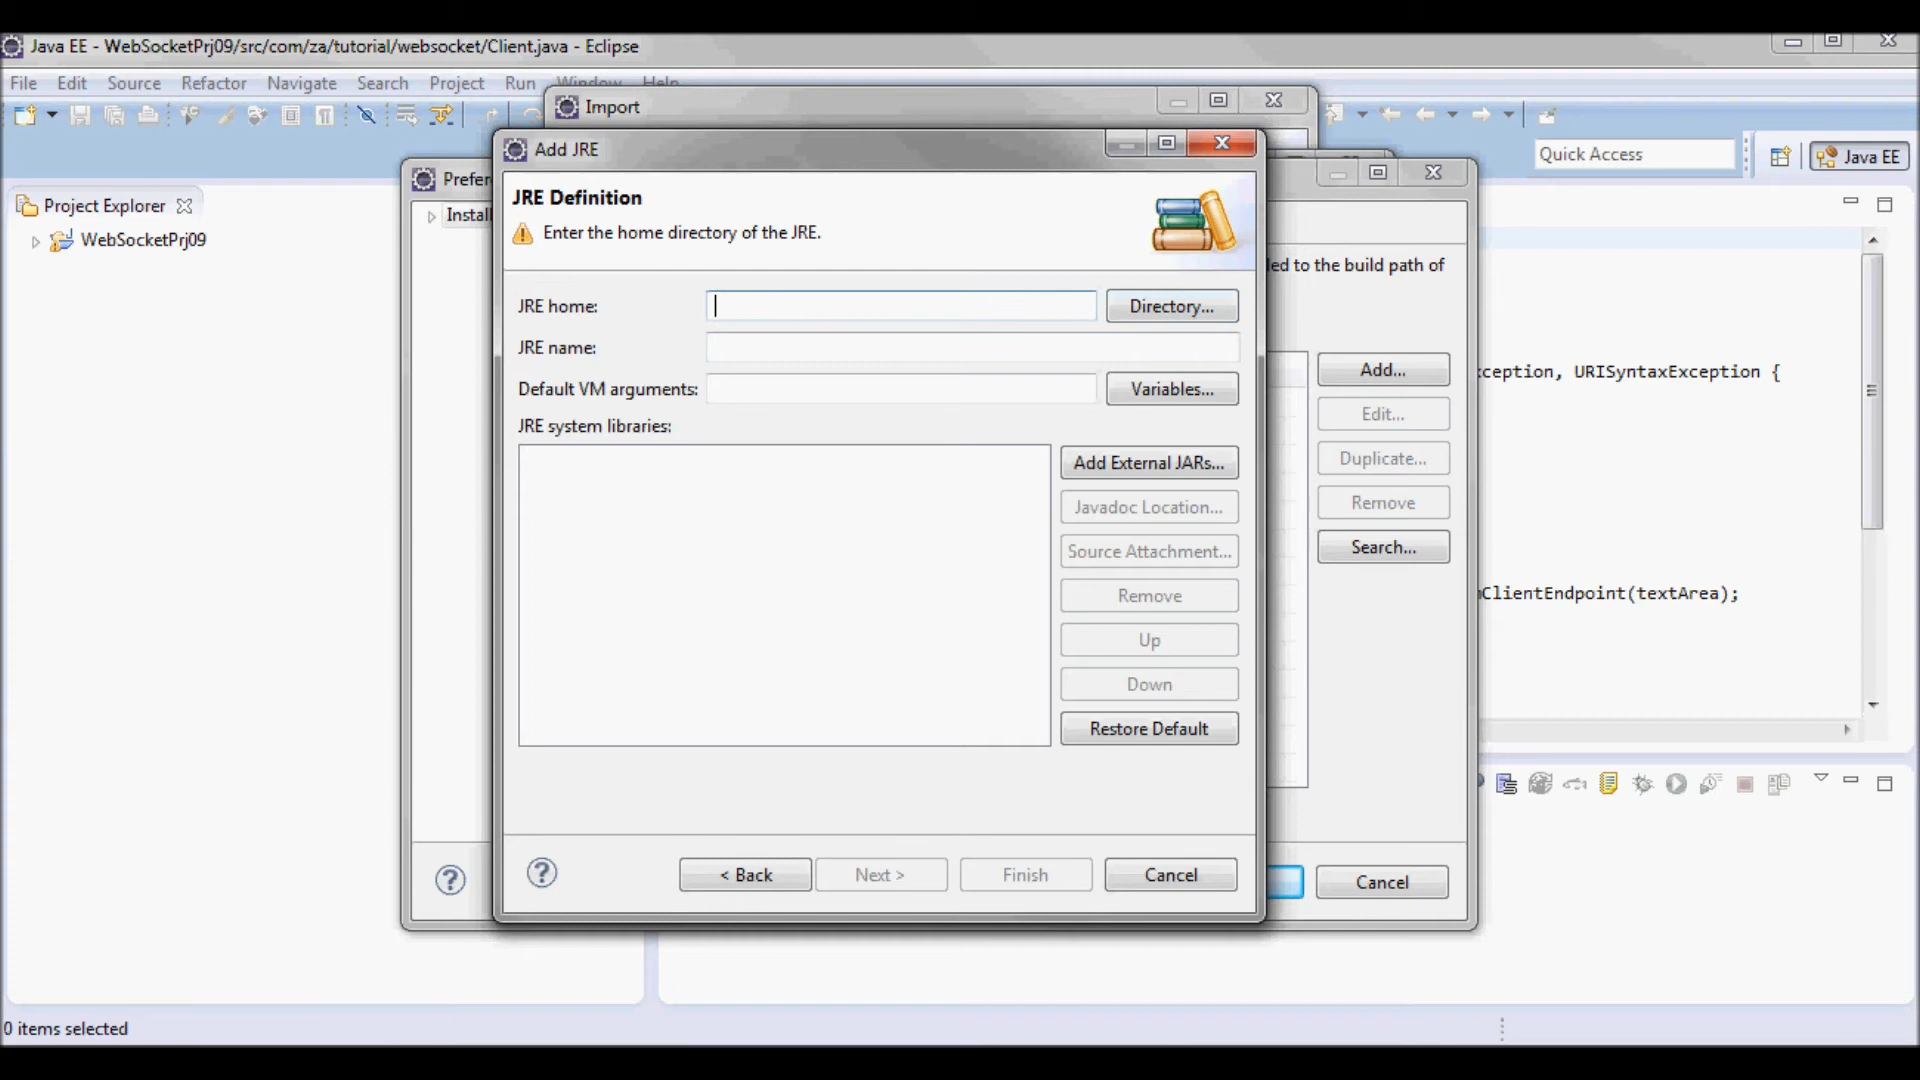 Java EE - WebSocketPrj09/src/com/za/tutorial/websocket/Client.java - Eclipse
File Edit Source Refactor Navigate Search Project Run Window Help
Import
Quick Access
Java EE
Add JRE
Prefer
Install
Project Explorer
WebSocketPrj09
JRE Definition
Enter the home directory of the JRE.
led to the build path of
JRE home:
Directory...
JRE name:
Default VM arguments:
Variables...
JRE system libraries:
Add External JARs...
Javadoc Location...
Source Attachment...
Remove
Up
Down
Restore Default
Add...
Edit...
Duplicate...
Remove
Search...
ception, URISyntaxException {
ClientEndpoint(textArea);
< Back
Next >
Finish
Cancel
Cancel
0 items selected